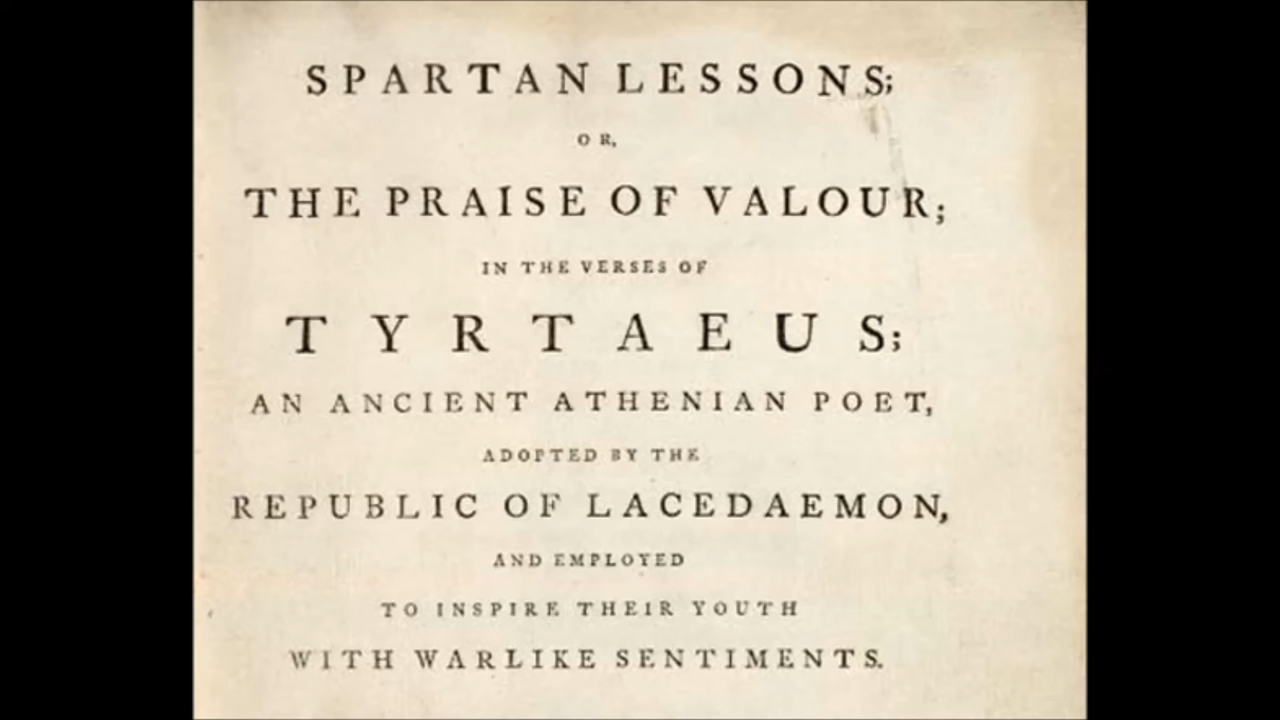 SPARTAN LESSONS;
OR,
THE PRAISE OF VALOUR;
IN THE VERSES OF
TYRTAEUS;
AN ANCIENT ATHENIAN POET,
ADOPTED BY THE
REPUBLIC OF LACEDAEMON,
AND EMPLOYED
TO INSPIRE THEIR YOUTH
WITH WARLIKE SENTIMENTS.